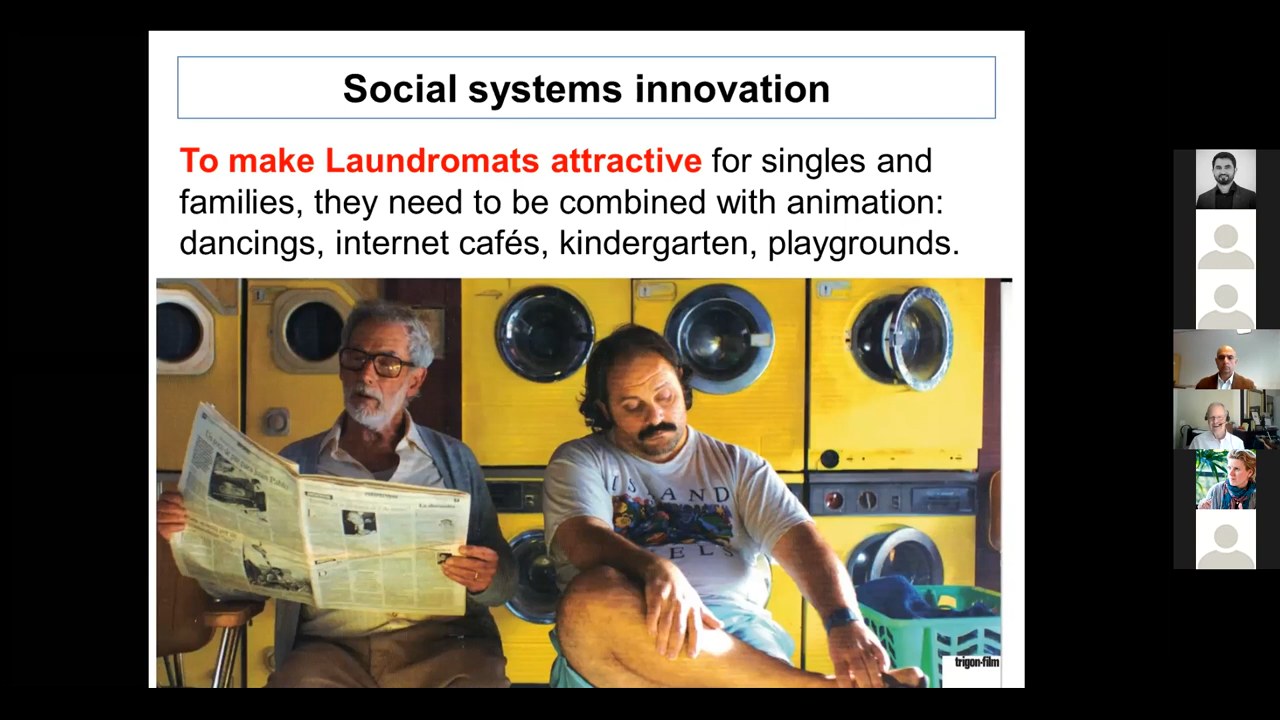 Social systems innovation
To make Laundromats attractive for singles and
families, they need to be combined with animation:
dancings, internet cafés, kindergarten, playgrounds.
ISLAND
trigon-film